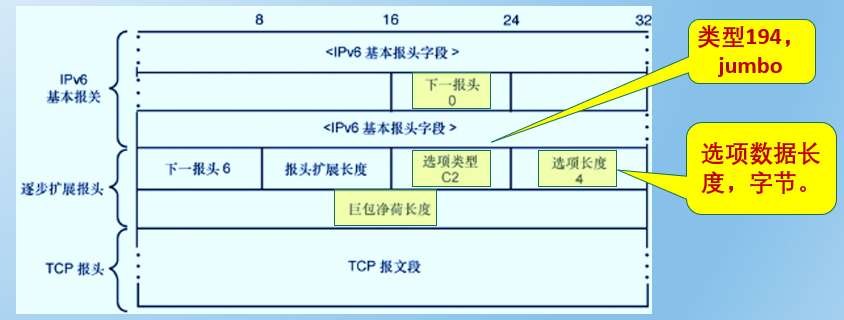 8 16 24 32
类型194，
jumbo
<IPv6 基本报头字段>
IPv6
基本报关
下一报头
0
<IPv6 基本报头字段>
选项数据长
度，字节。
逐步扩展报头
下一报头 6
报头扩展长度
选项类型
C2
选项长度
4
巨包净荷长度
TCP 报头
TCP 报文段